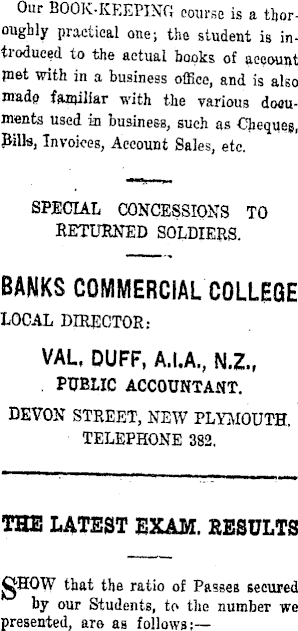 Our BOOK-KEEPING course is a thor-
oughly practical one; the student is in-
troduced to the actual books of account
met with in a business office, and is also
made familiar with the various docu-
ments used in business, such as Cheques,
Bills, Invoices, Account Sales, etc.
SPECIAL CONCESSIONS TO
RETURNED SOLDIERS.
BANKS COMMERCIAL COLLEGE
LOCAL DIRECTOR:
VAL. DUFF, A.I.A., N.Z.,
PUBLIC ACCOUNTANT.
DEVON STREET, NEW PLYMOUTH.
TELEPHONE 382.
THE LATEST EXAM. RESULTS
SHOW that the ratio of Passes secured
by our Students, to the number we
presented, are as follows:—